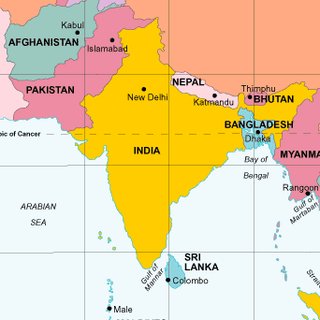 Kabul
AFGHANISTAN
Islamabad
PAKISTAN
NEPAL
New Delhi
Katmandu
Thimphu
BHUTAN
BANGLADESH
Dhaka
pic of Cancer
INDIA
MYANMA
Bay of
Bengal
Rangoon
Gulf of
Martaban
ARABIAN
SEA
SRI
LANKA
Gulf of
Mannar
Colombo
Strait
Male